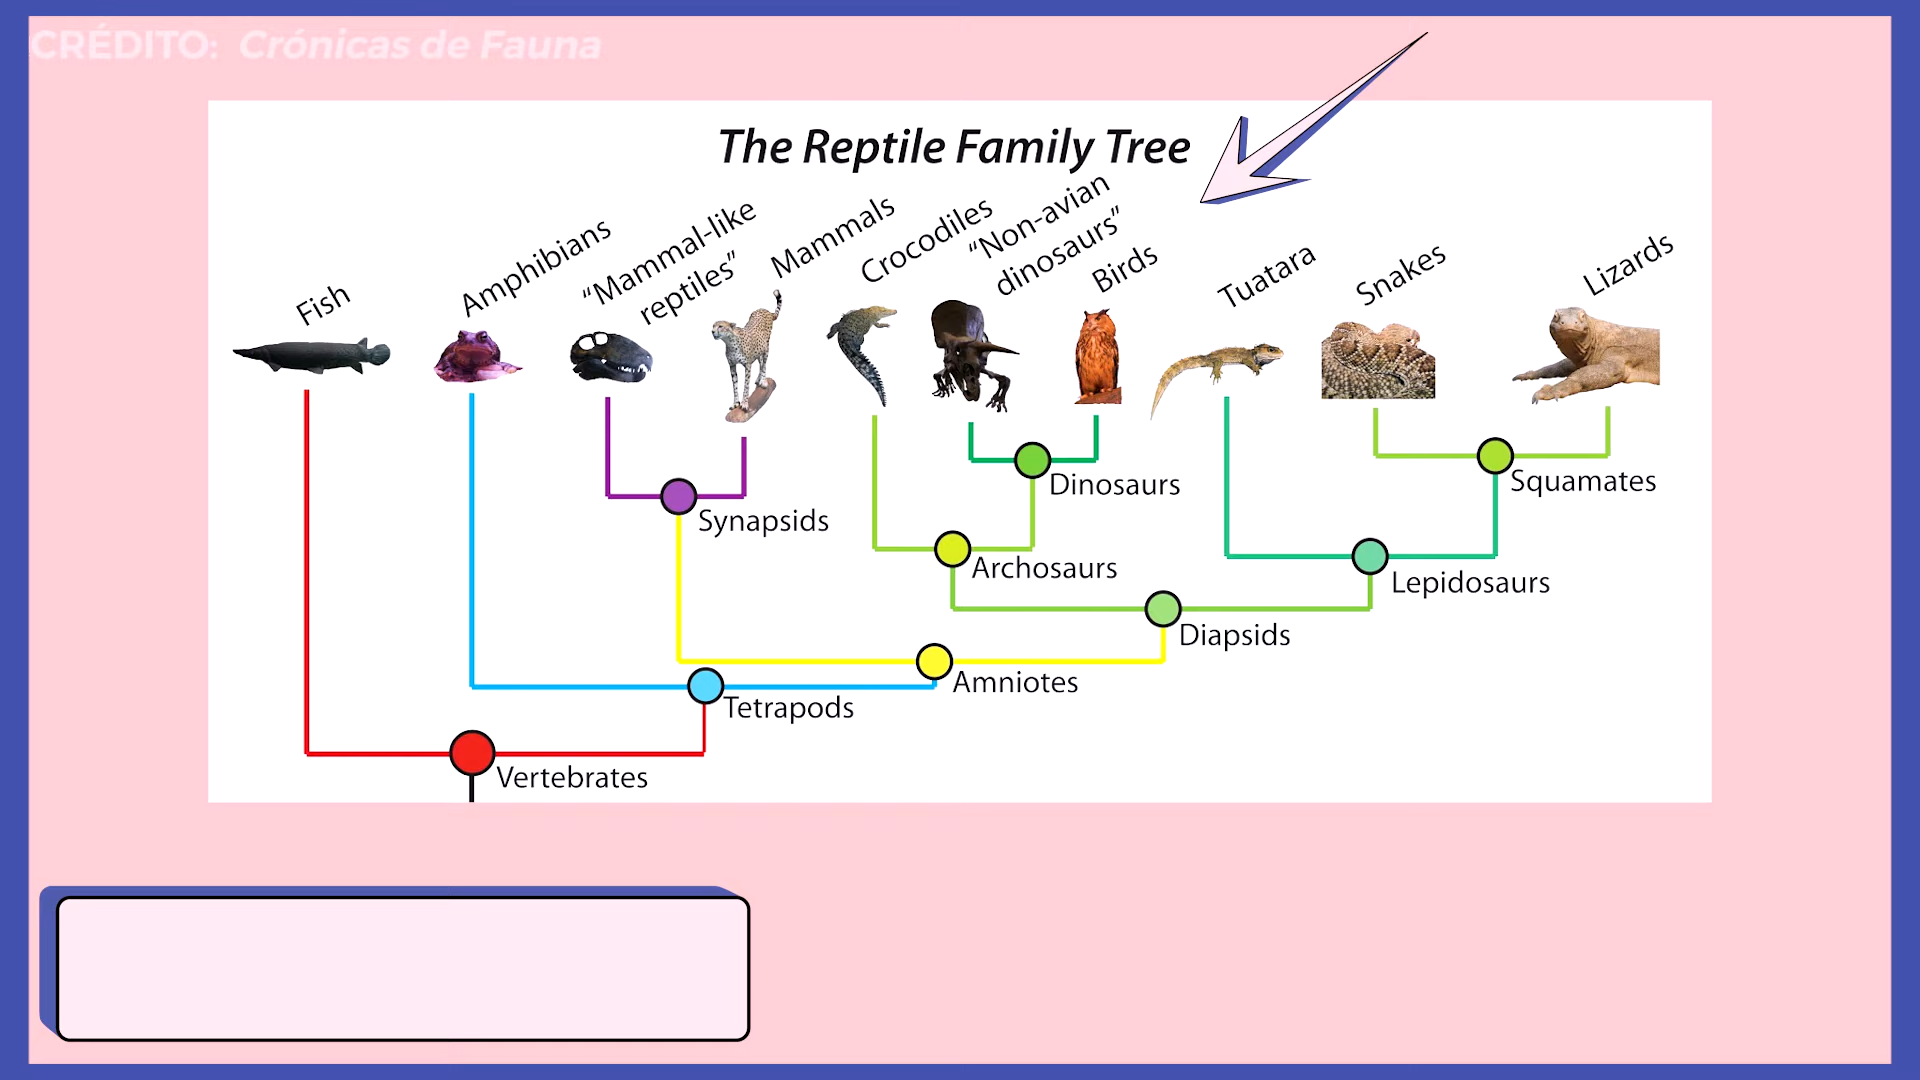 CRÉDITO: Crónicas de Fauna
The Reptile Family Tree
Fish
Amphibians
“Mammal-like
reptiles”
Mammals
Crocodiles
“Non-avian
dinosaurs”
Birds
Tuatara
Snakes
Lizards
Dinosaurs
Squamates
Synapsids
Archosaurs
Lepidosaurs
Diapsids
Amniotes
Tetrapods
Vertebrates